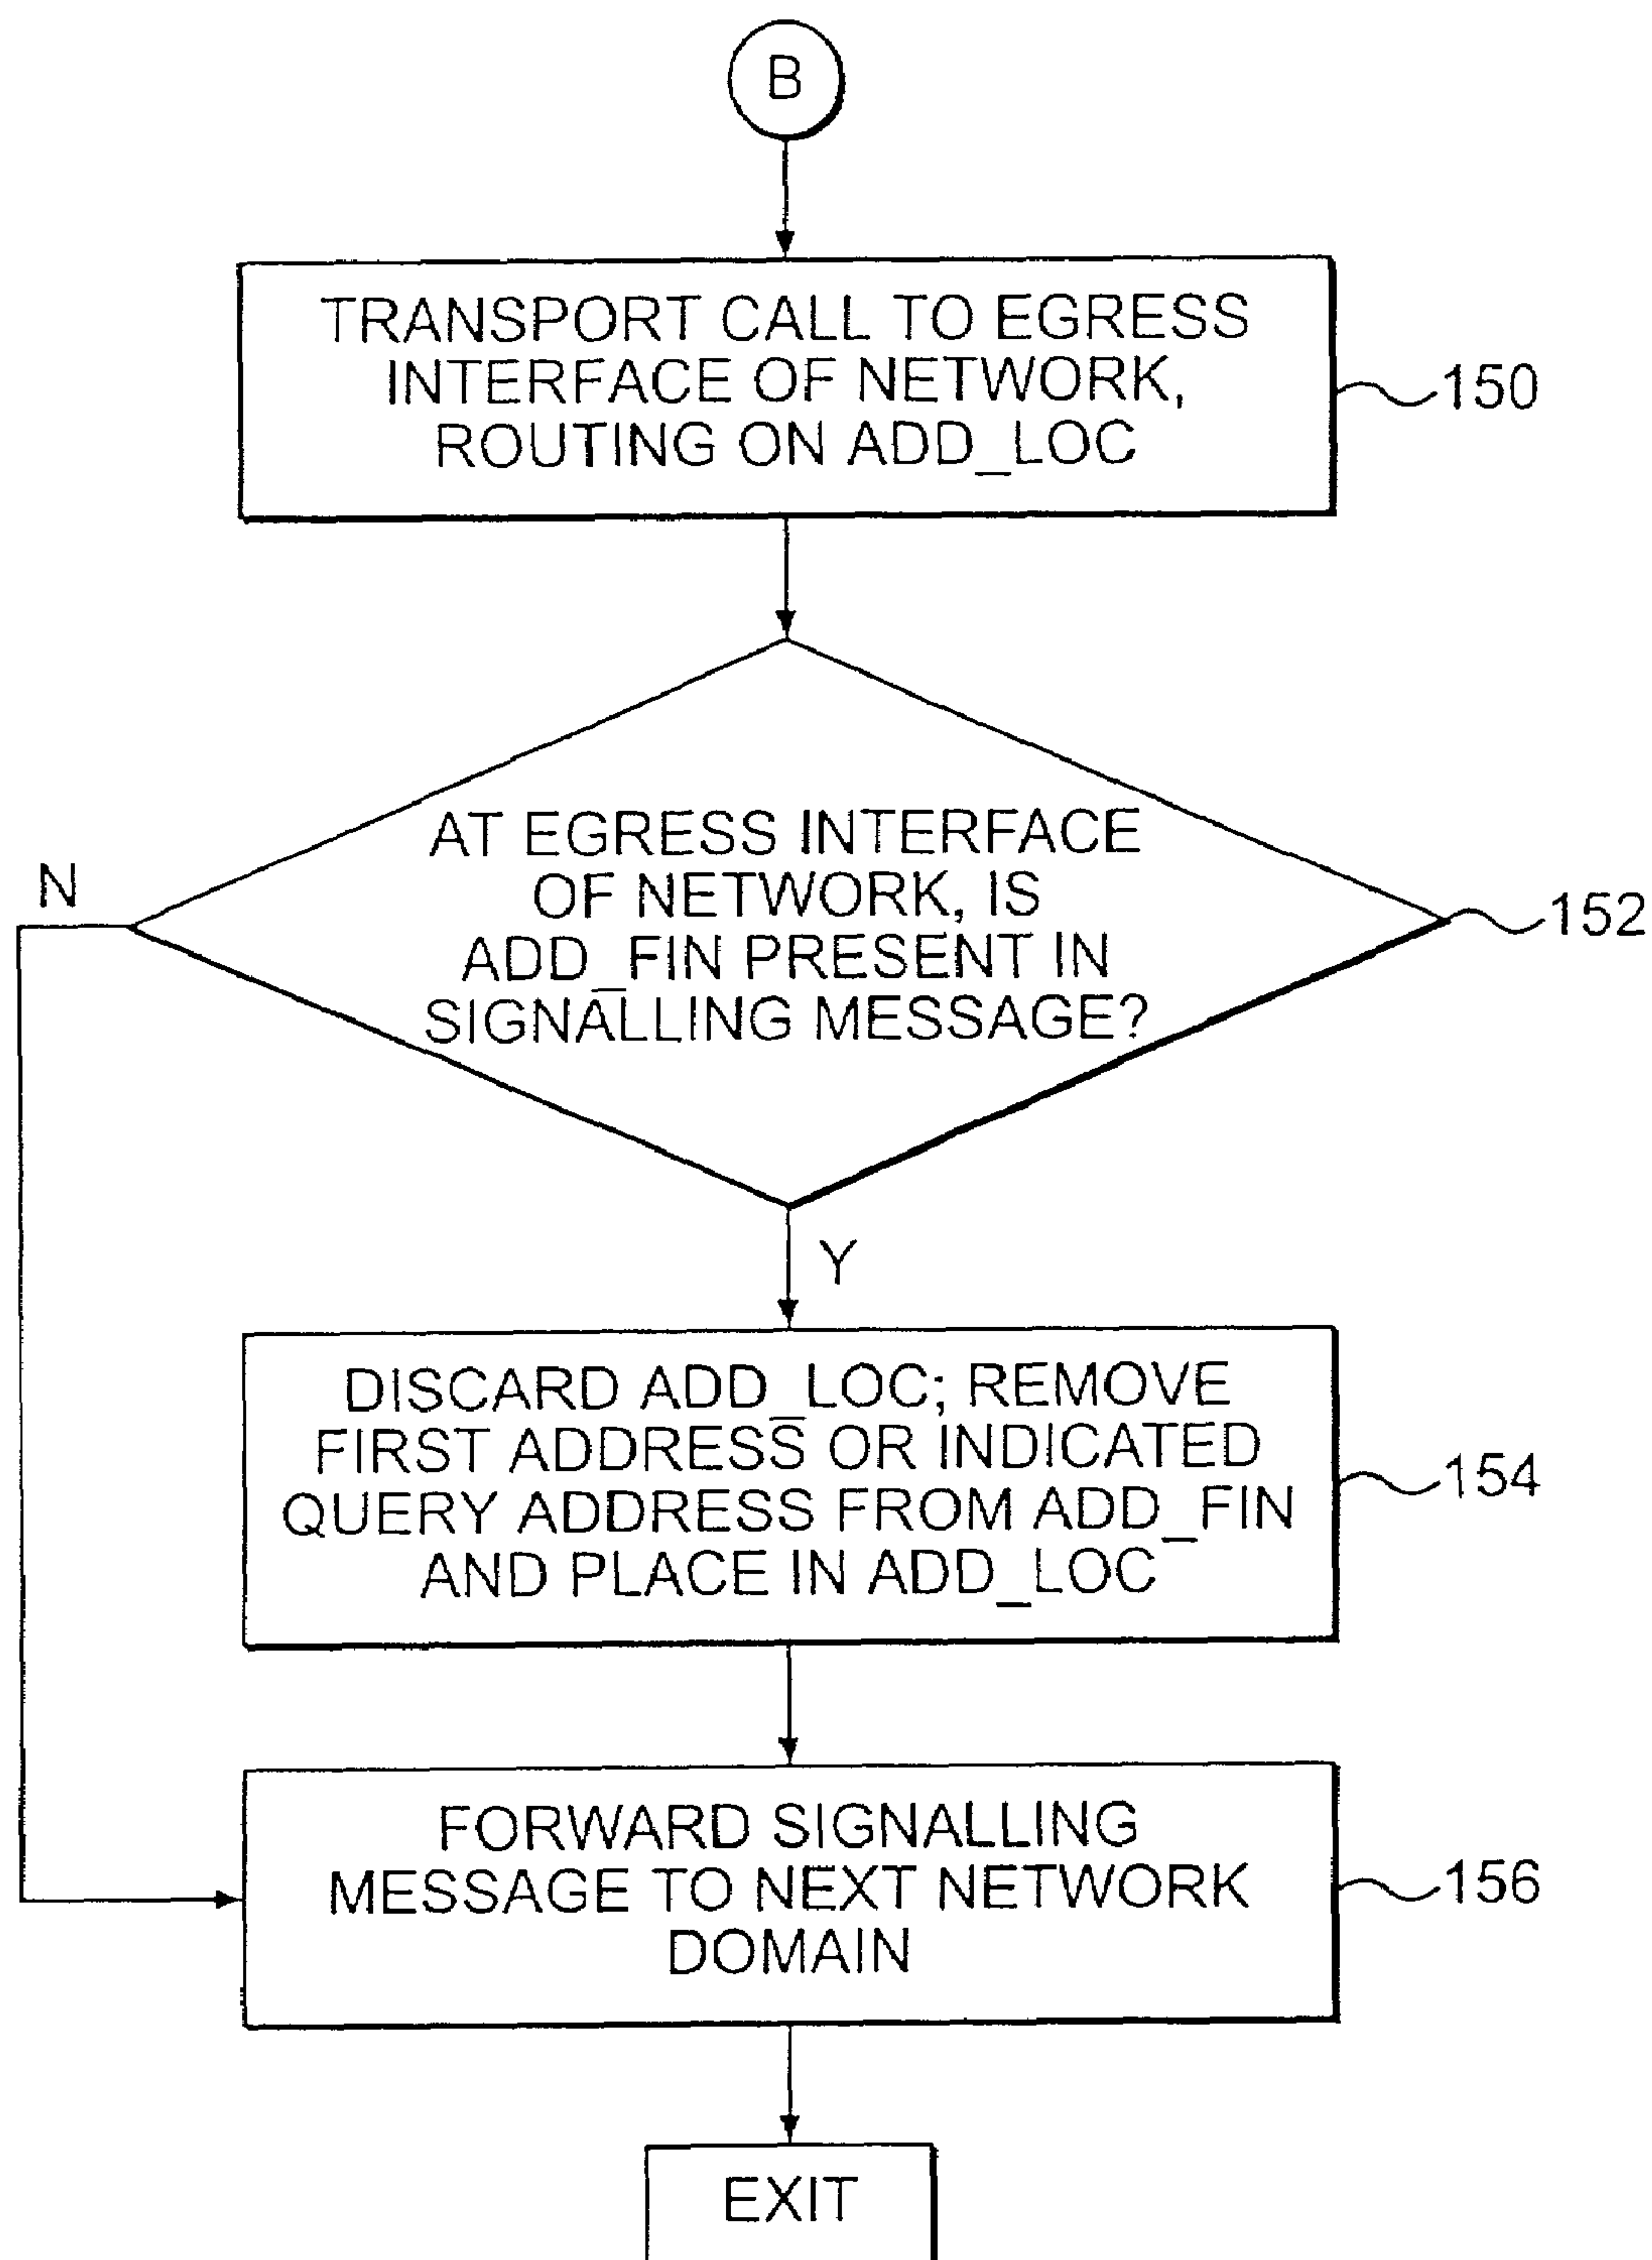 B
TRANSPORT CALL TO EGRESS
INTERFACE OF NETWORK,
ROUTING ON ADD_LOC
150
AT EGRESS INTERFACE
OF NETWORK, IS
ADD_FIN PRESENT IN
SIGNALLING MESSAGE?
N
152
Y
DISCARD ADD_LOC; REMOVE
FIRST ADDRESS OR INDICATED
QUERY ADDRESS FROM ADD_FIN
AND PLACE IN ADD_LOC
154
FORWARD SIGNALLING
MESSAGE TO NEXT NETWORK
DOMAIN
156
EXIT